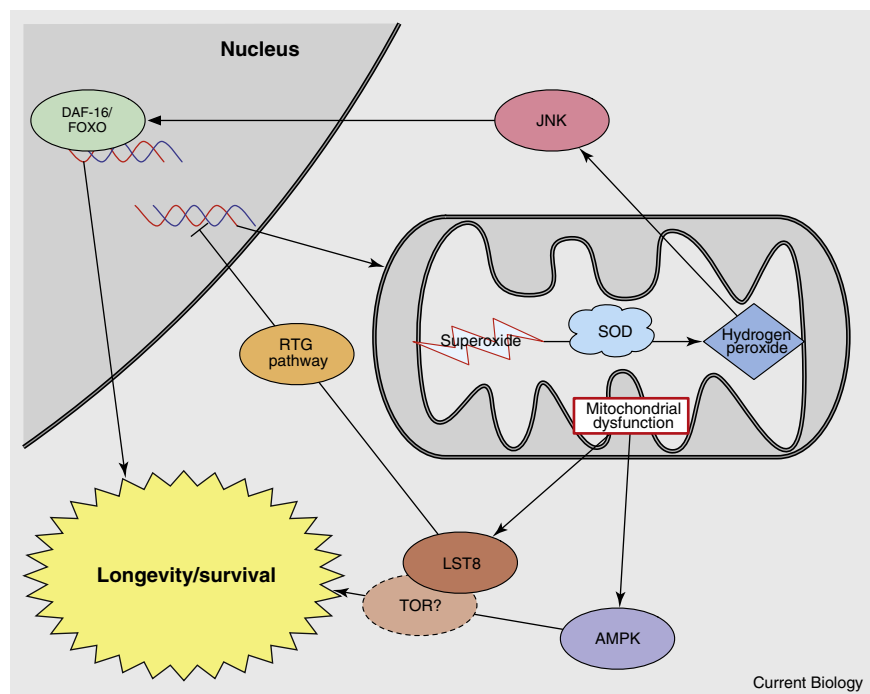 Nucleus
DAF-16/
FOXO
JNK
Superoxide
SOD
Hydrogen
peroxide
RTG
pathway
Mitochondrial
dysfunction
LST8
Longevity/survival
TOR?
AMPK
Current Biology